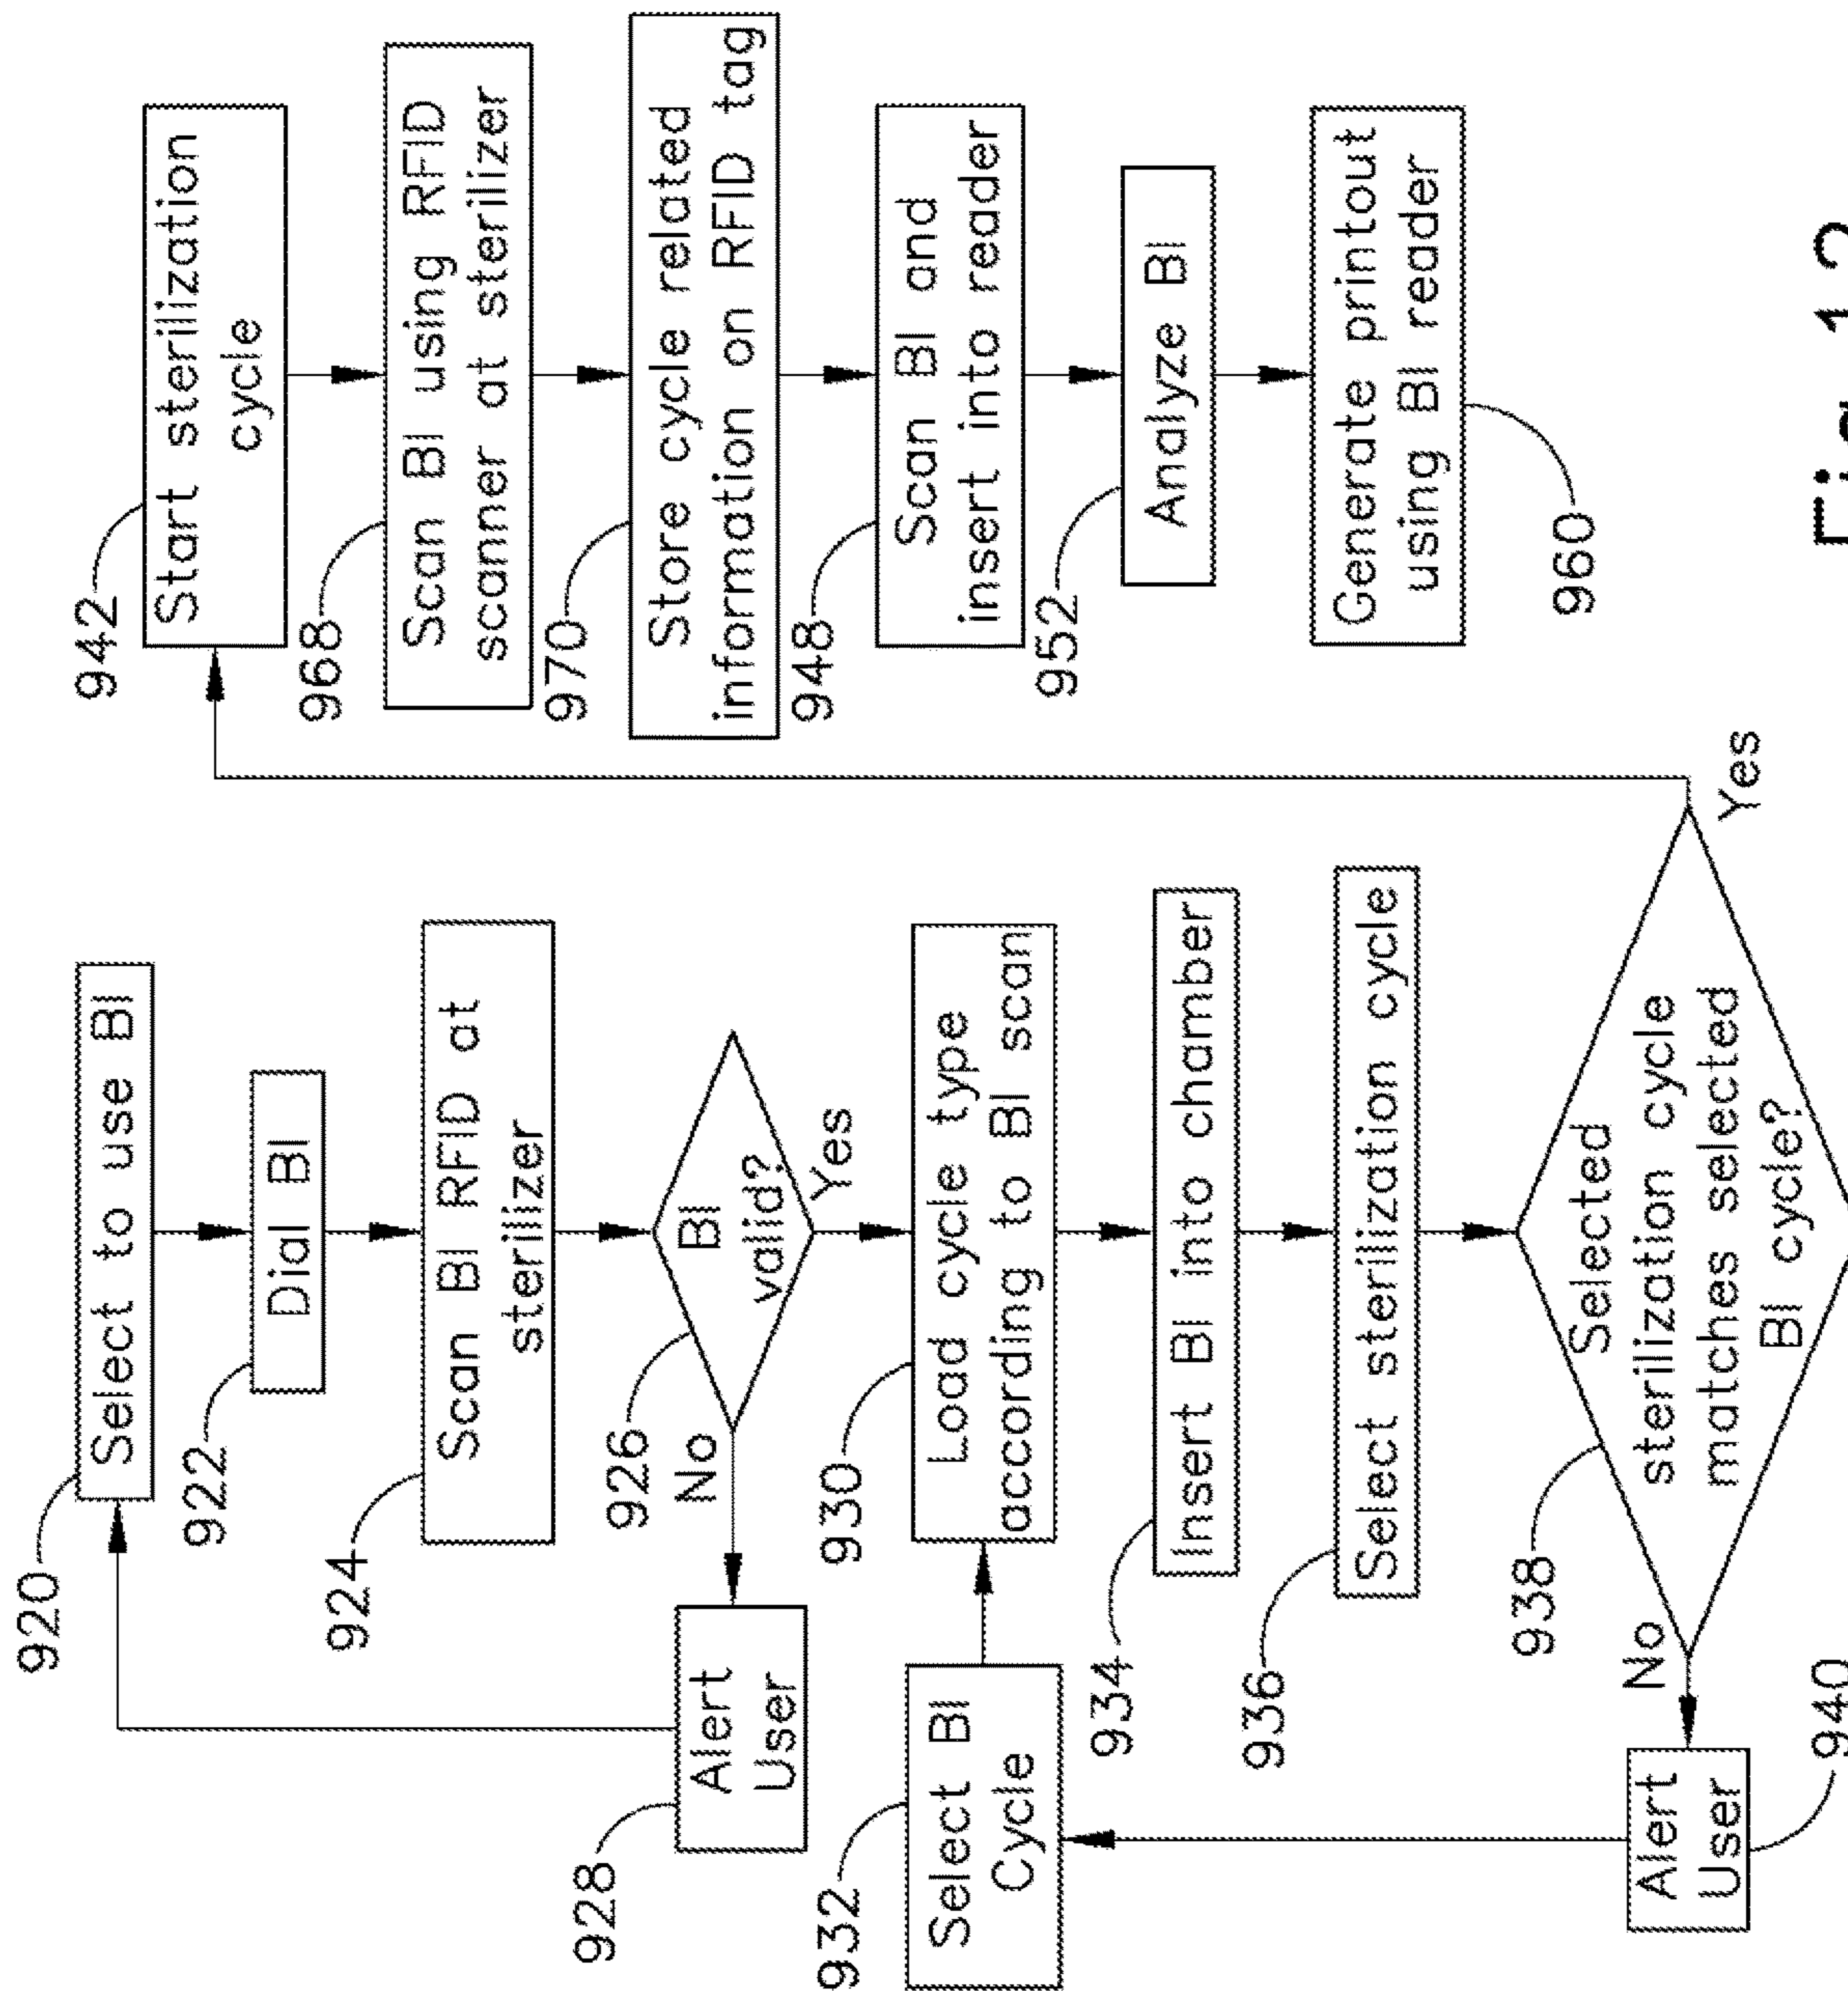 920
Select to use BI
922
Dial BI
924
Scan BI RFID at
sterilizer
926
BI
valid?
No
Yes
928
Alert
User
930
Load cycle type
according to BI scan
932
Select BI
Cycle
934
Insert BI into chamber
936
Select sterilization cycle
938
Selected
sterilization cycle
matches selected
BI cycle?
No
Yes
940
Alert
User
942
Start sterilization
cycle
968
Scan BI using RFID
scanner at sterilizer
970
Store cycle related
information on RFID tag
948
Scan BI and
insert into reader
952
Analyze BI
Generate printout
using BI reader
960